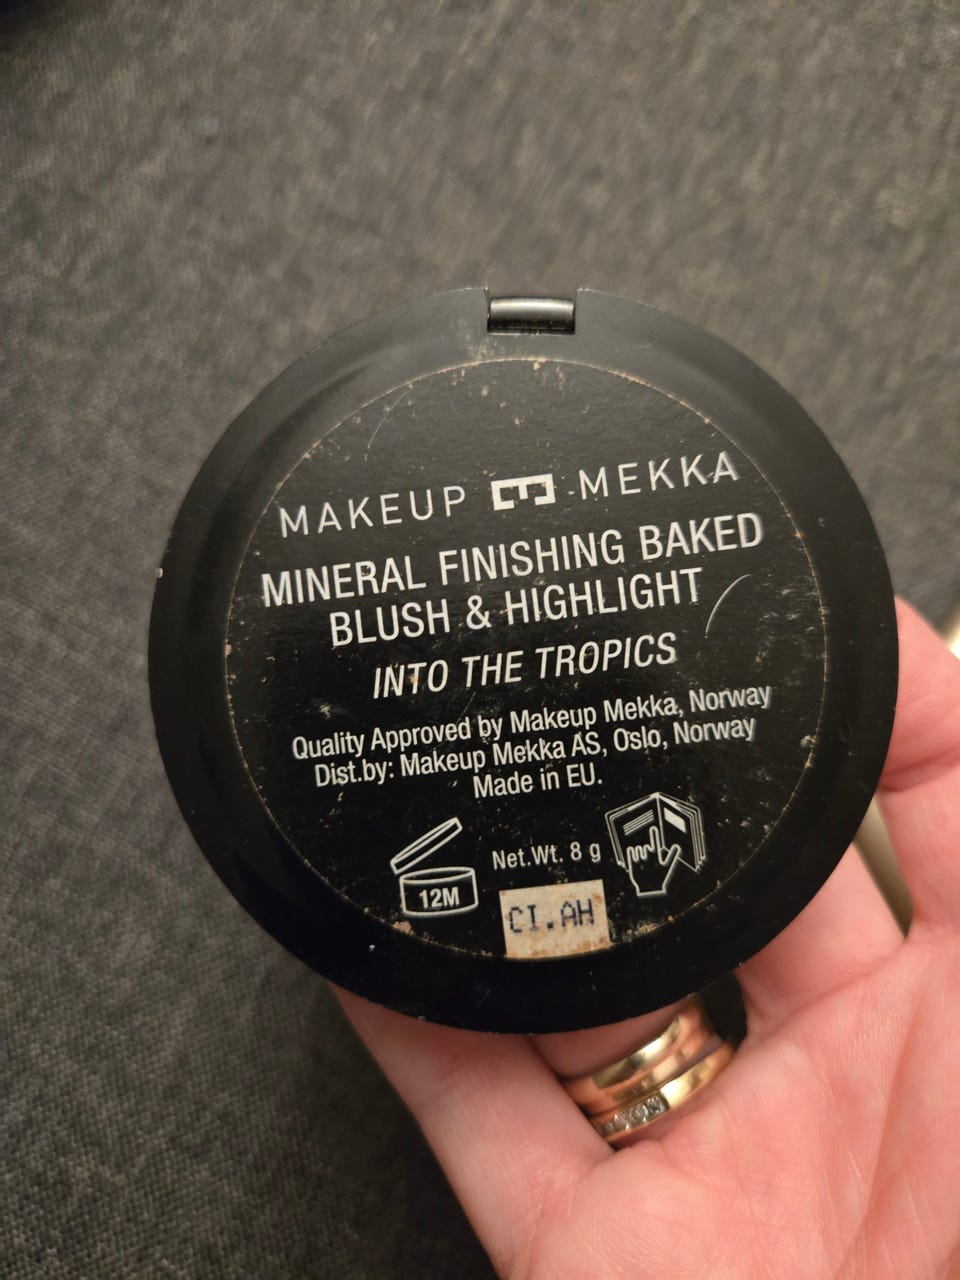 MAKEUP MEKKA
MINERAL FINISHING BAKED
BLUSH & HIGHLIGHT
INTO THE TROPICS
Quality Approved by Makeup Mekka, Norway
Dist.by: Makeup Mekka AS, Oslo, Norway
Made in EU.
Net.Wt. 8 g
12M
CI.AH